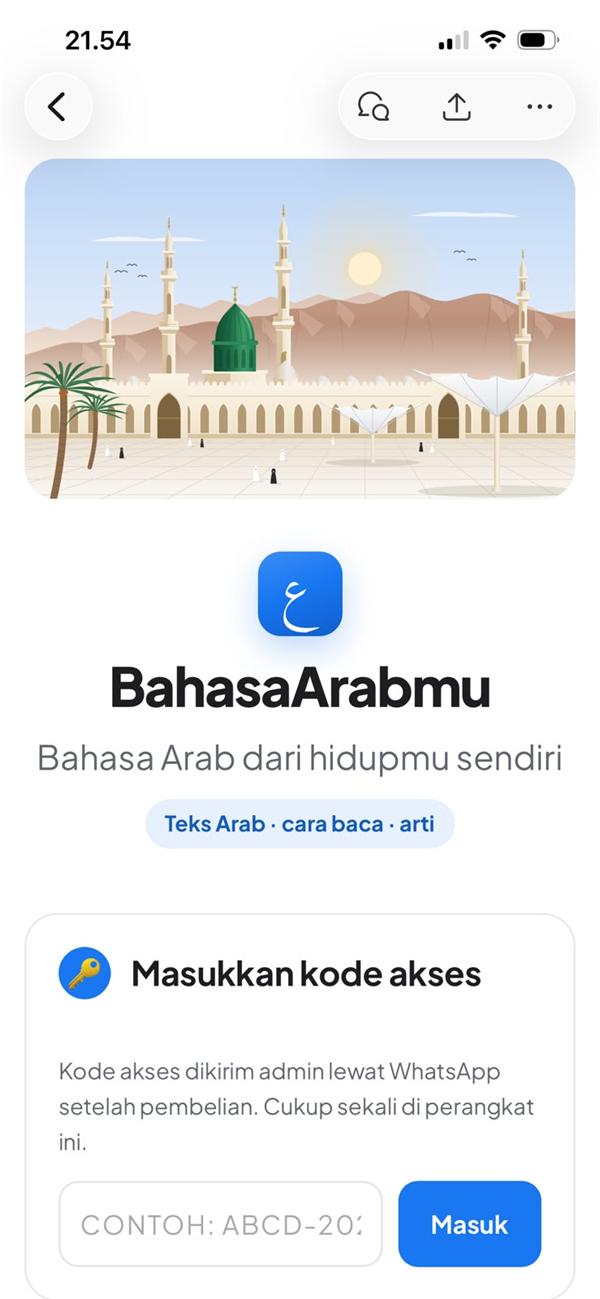 21.54
ع
BahasaArabmu
Bahasa Arab dari hidupmu sendiri
Teks Arab · cara baca · arti
Masukkan kode akses
Kode akses dikirim admin lewat WhatsApp
setelah pembelian. Cukup sekali di perangkat
ini.
CONTOH: ABCD-202
Masuk